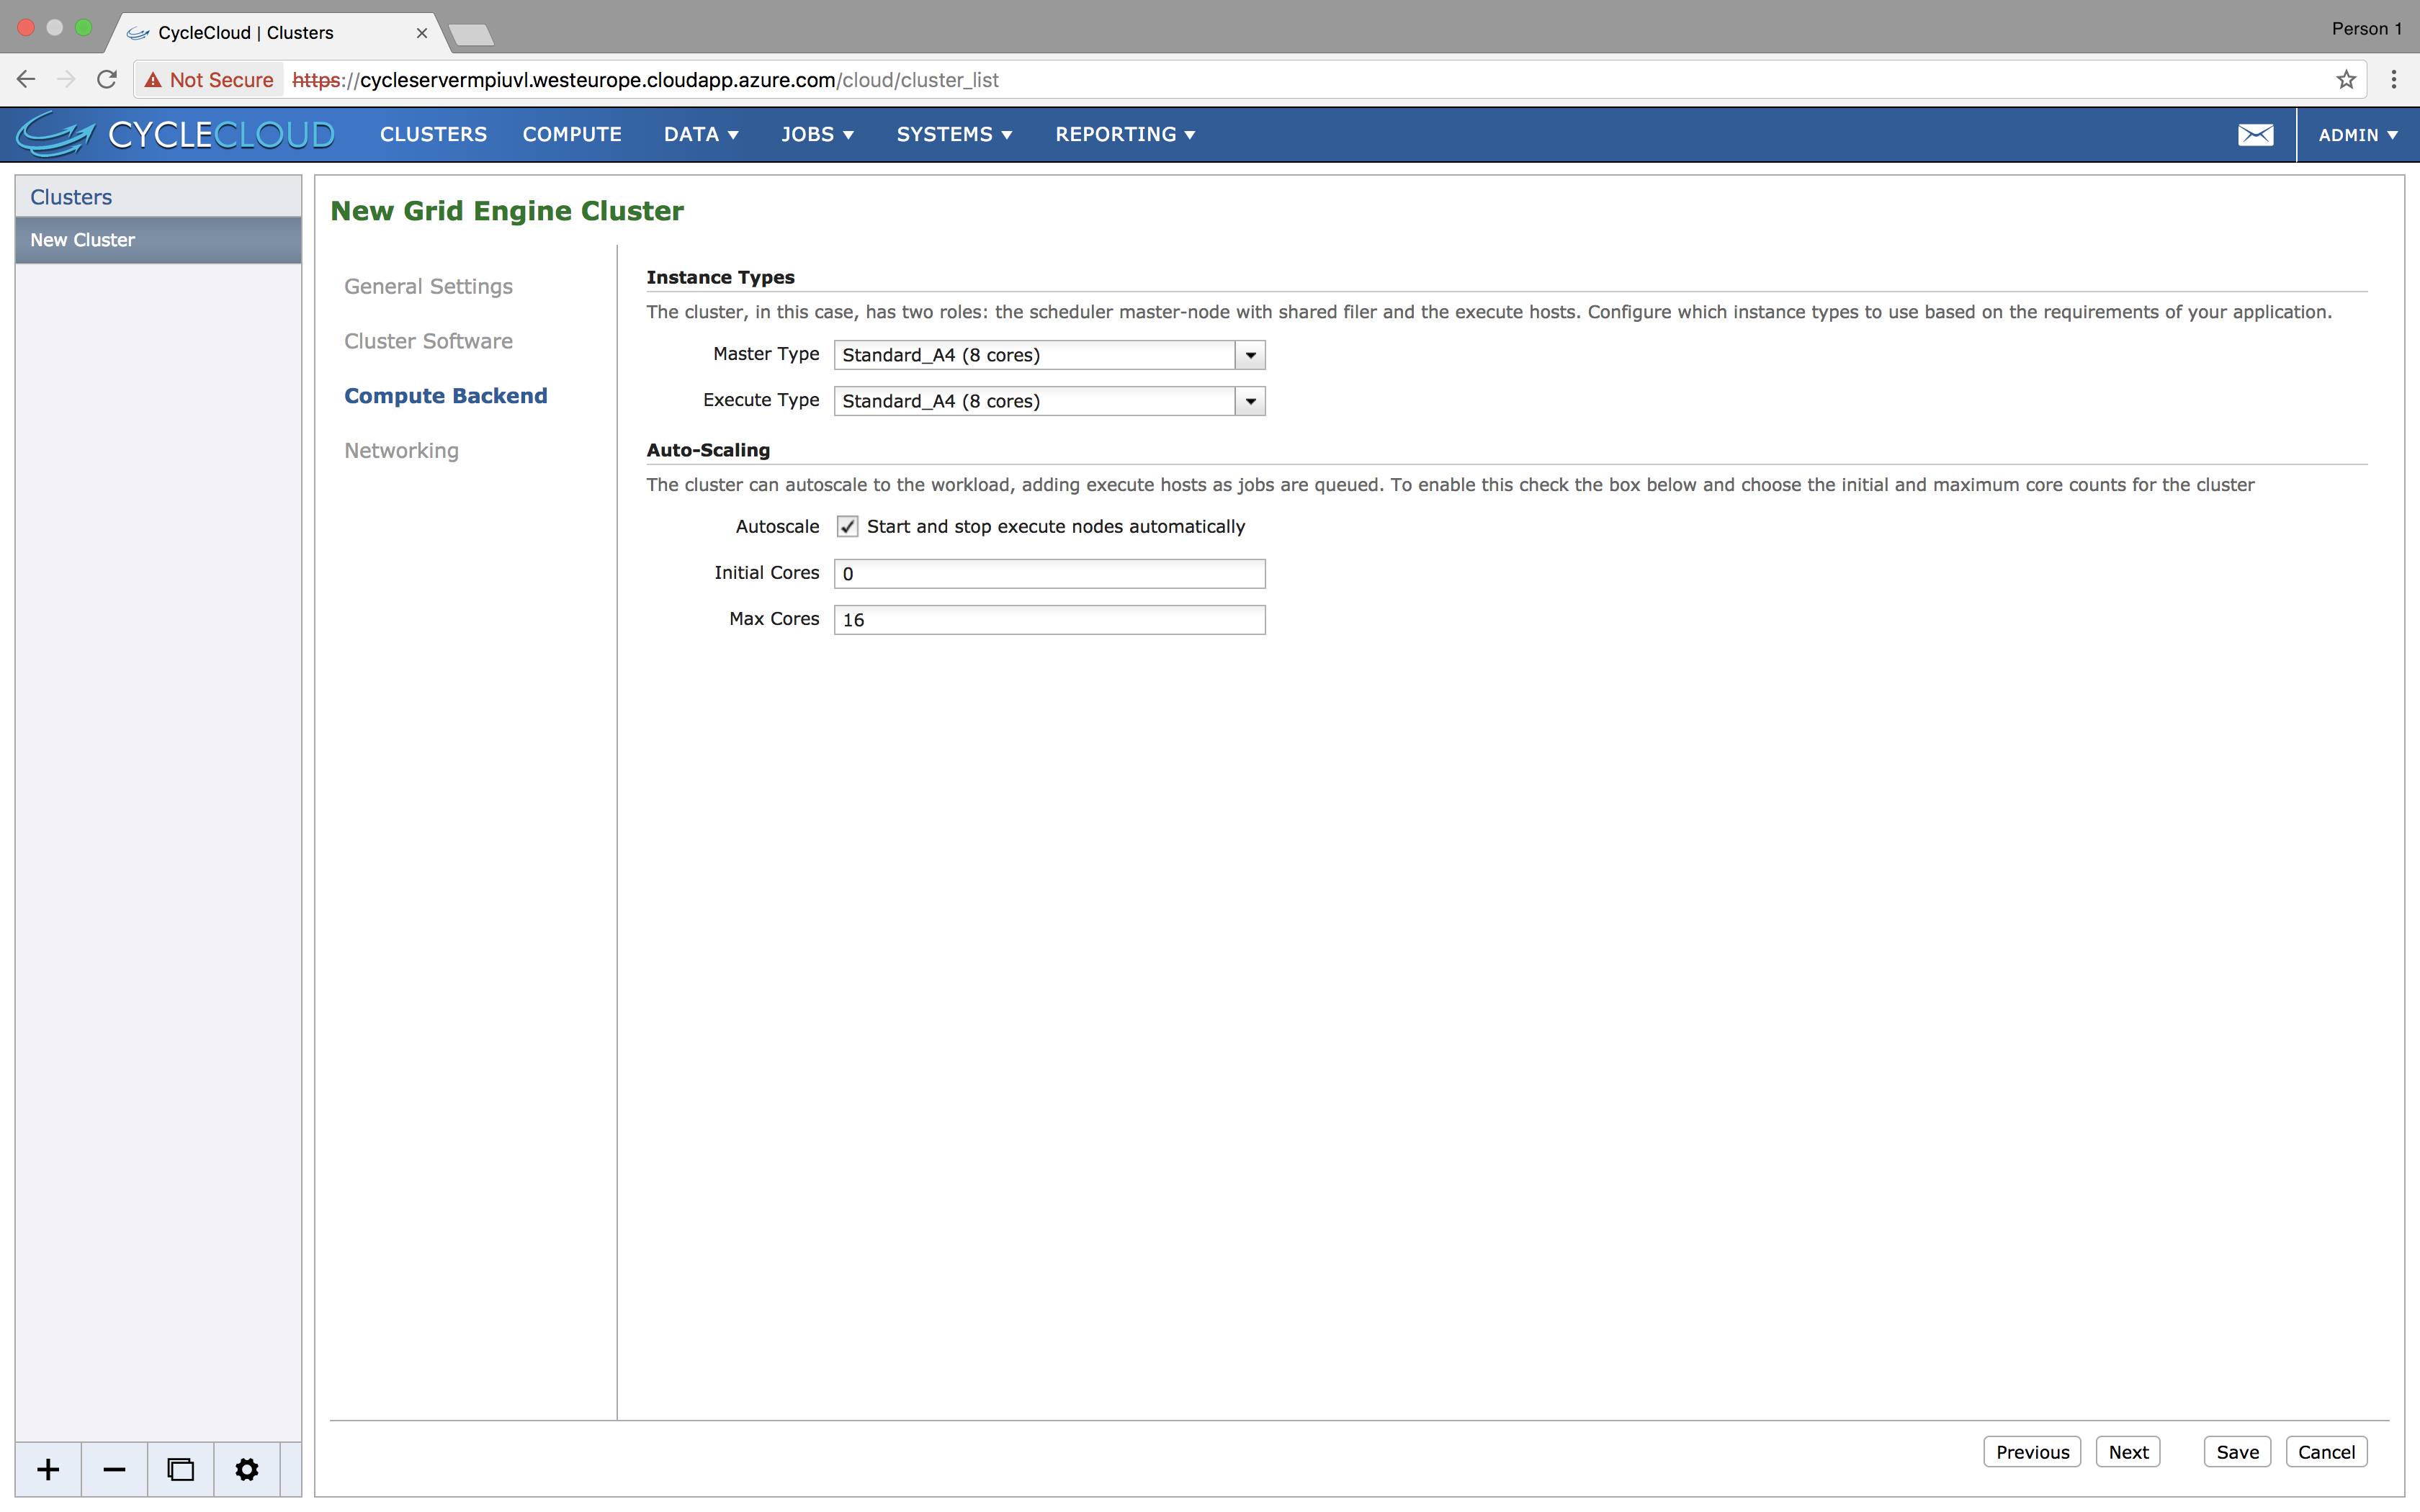 CycleCloud | Clusters
Person 1
Not Secure https://cycleservermpiuvl.westeurope.cloudapp.azure.com/cloud/cluster_list
CYCLECLOUD CLUSTERS COMPUTE DATA JOBS SYSTEMS REPORTING ADMIN
Clusters
New Cluster
New Grid Engine Cluster
General Settings
Cluster Software
Compute Backend
Networking
Instance Types
The cluster, in this case, has two roles: the scheduler master-node with shared filer and the execute hosts. Configure which instance types to use based on the requirements of your application.
Master Type Standard_A4 (8 cores)
Execute Type Standard_A4 (8 cores)
Auto-Scaling
The cluster can autoscale to the workload, adding execute hosts as jobs are queued. To enable this check the box below and choose the initial and maximum core counts for the cluster
Autoscale Start and stop execute nodes automatically
Initial Cores 0
Max Cores 16
Previous Next Save Cancel